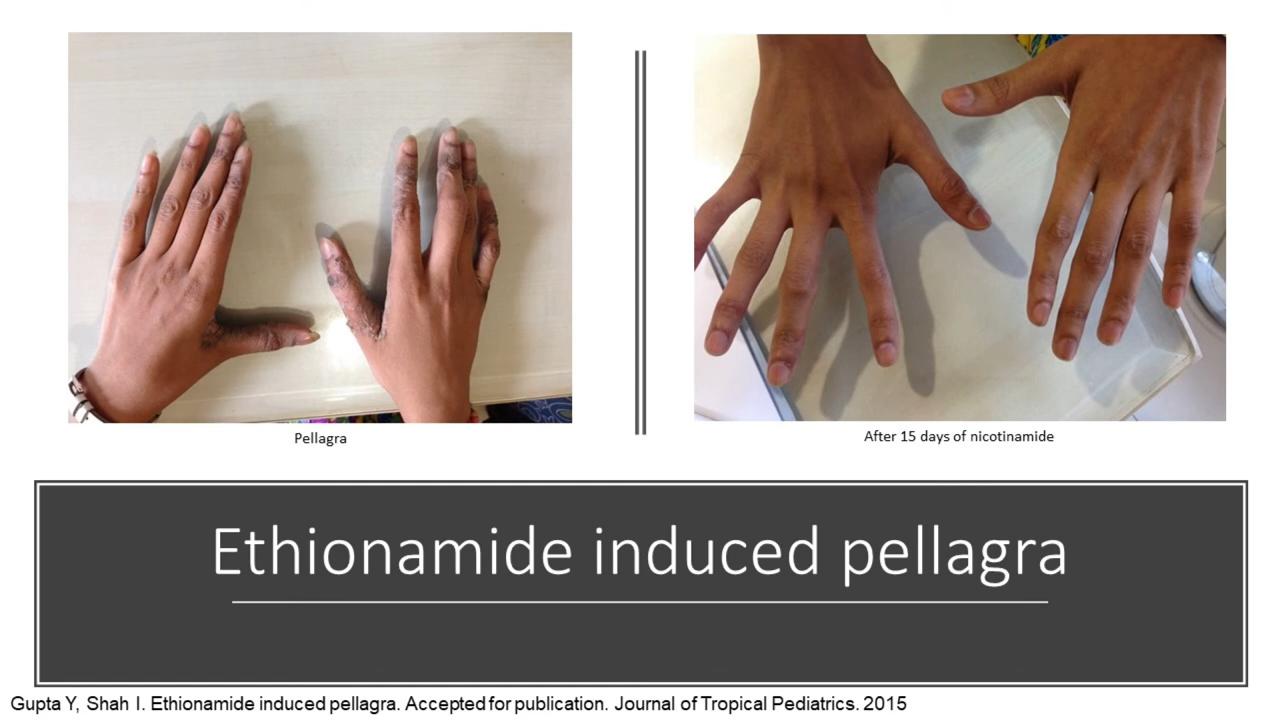 Pellagra
After 15 days of nicotinamide
Ethionamide induced pellagra
Gupta Y, Shah I. Ethionamide induced pellagra. Accepted for publication. Journal of Tropical Pediatrics. 2015